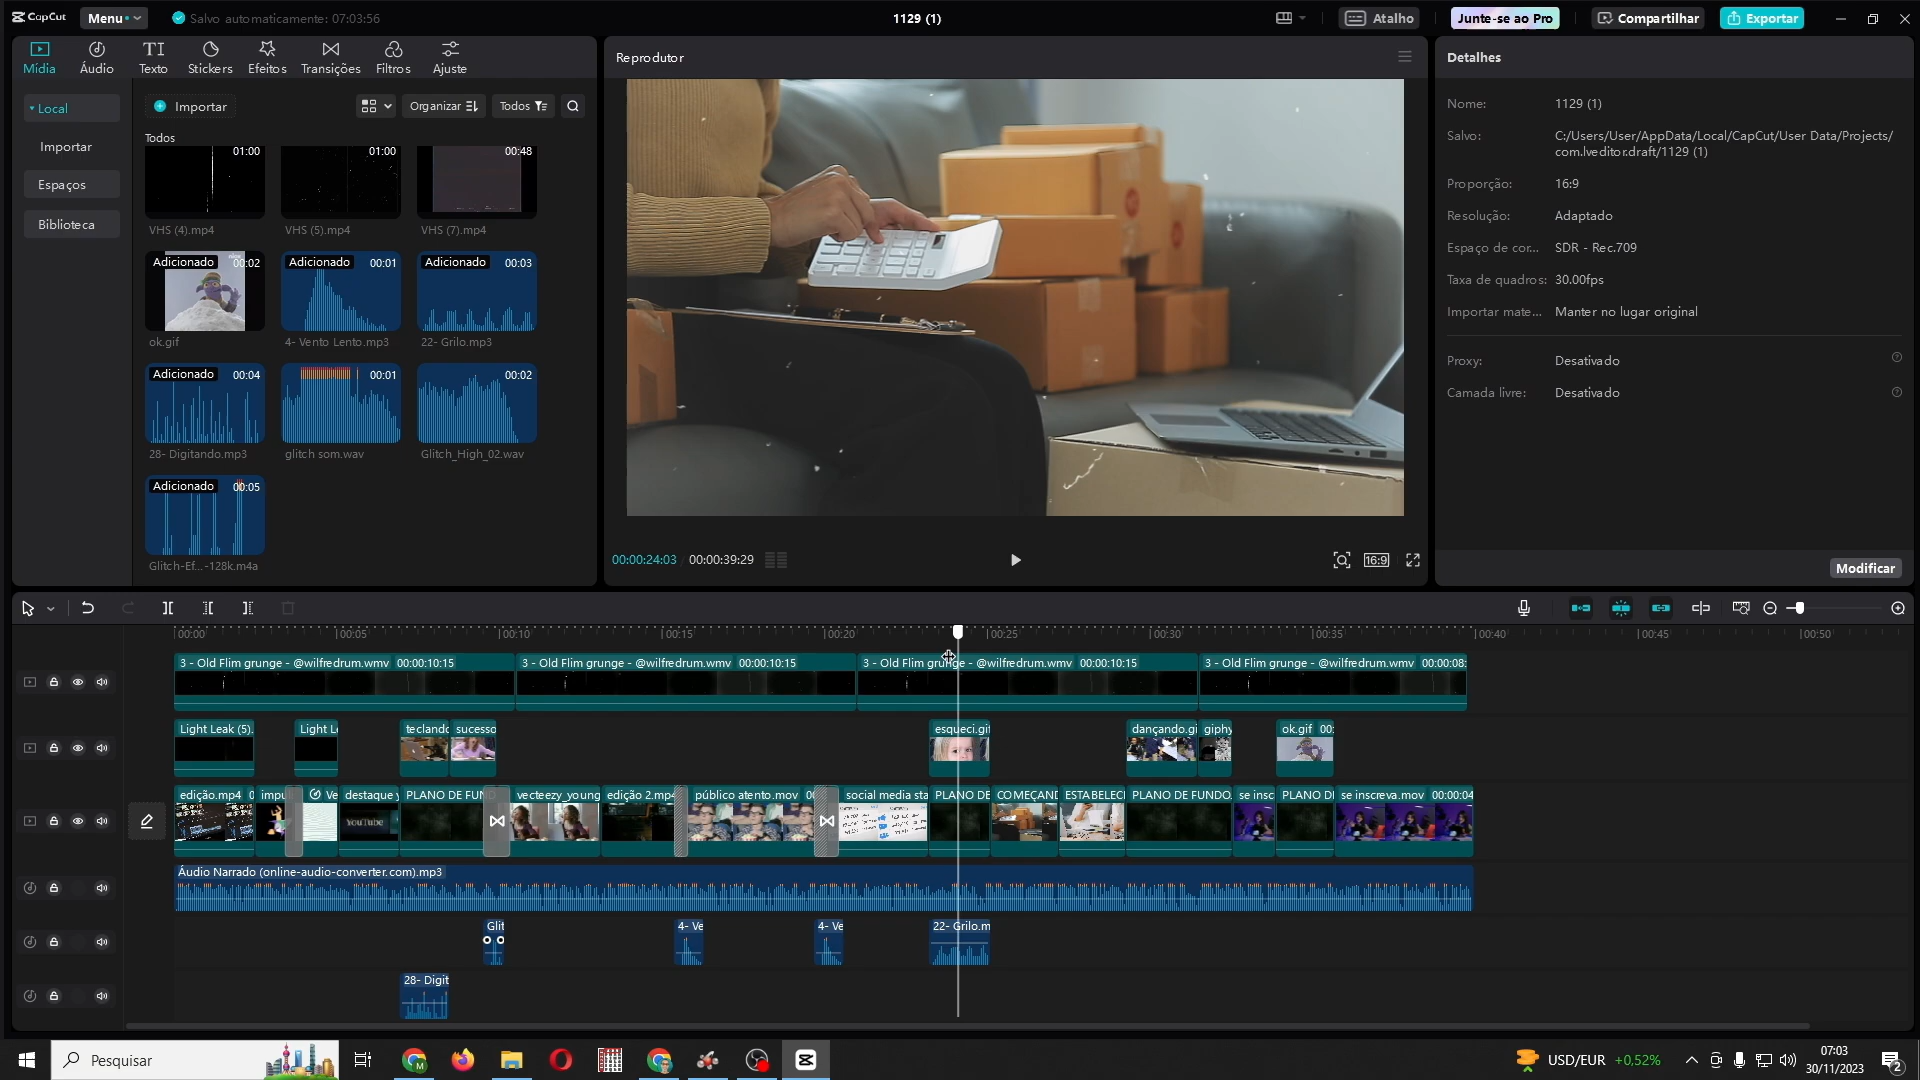 CapCut
Menu
Salvo automaticamente: 07:03:56
1129 (1)
Atalho
Junte-se ao Pro
Compartilhar
Exportar
Mídia
Áudio
Texto
Stickers
Efeitos
Transições
Filtros
Ajuste
Local
Importar
Espaços
Biblioteca
Importar
Organizar
Todos
Todos
01:00
01:00
00:48
VHS (4).mp4
VHS (5).mp4
VHS (7).mp4
Adicionado 00:02
Adicionado 00:01
Adicionado 00:03
ok.gif
4- Vento Lento.mp3
22- Grilo.mp3
Adicionado 00:04
00:01
00:02
28- Digitando.mp3
glitch som.wav
Glitch_High_02.wav
Adicionado 00:05
Glitch-Ef...-128k.m4a
Reprodutor
00:00:24:03
00:00:39:29
16:9
Detalhes
Nome: 1129 (1)
Salvo: C:/Users/User/AppData/Local/CapCut/User Data/Projects/
com.lveditor.draft/1129 (1)
Proporção: 16:9
Resolução: Adaptado
Espaço de cor... SDR - Rec.709
Taxa de quadros: 30.00fps
Importar mate... Manter no lugar original
Proxy: Desativado
Camada livre: Desativado
Modificar
00:00
00:05
00:10
00:15
00:20
00:25
00:30
00:35
00:40
00:45
00:50
3 - Old Flim grunge - @wilfredrum.wmv 00:00:10:15
3 - Old Flim grunge - @wilfredrum.wmv 00:00:10:15
3 - Old Flim grunge - @wilfredrum.wmv 00:00:10:15
3 - Old Flim grunge - @wilfredrum.wmv 00:00:08:
Light Leak (5).
Light Le
teclando
sucesso
esqueci.gif
dançando.gi
giphy
ok.gif 00:
edição.mp4 0
impu
Ve
destaque y
PLANO DE FUND
vecteezy_young
edição 2.mp4
público atento.mov 00
social media sta
PLANO DE
COMEÇAND
ESTABELECI
PLANO DE FUNDO.
se insc
PLANO DE
se inscreva.mov 00:00:04
YouTube
Áudio Narrado (online-audio-converter.com).mp3
Glit
4- Ve
4- Ve
22- Grilo.m
28- Digit
Pesquisar
USD/EUR +0,52%
07:03
30/11/2023
2